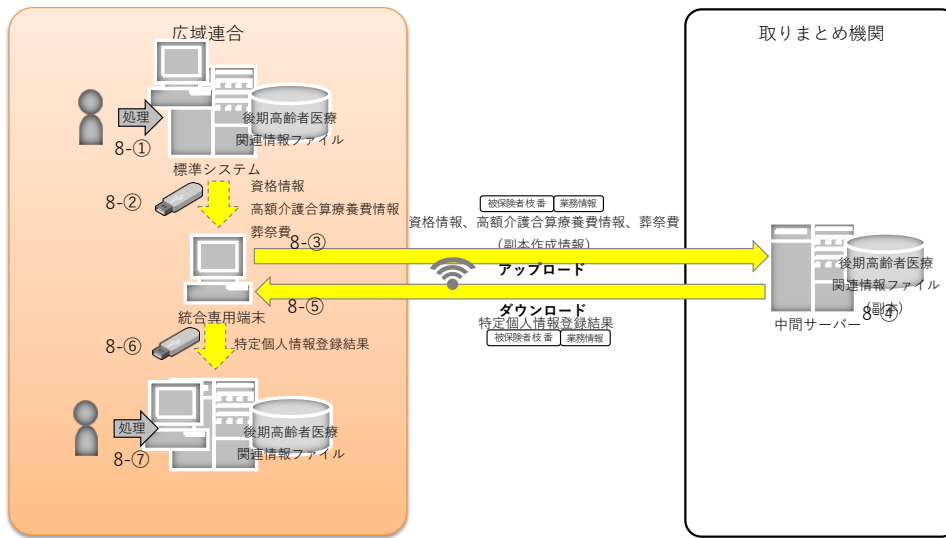 広域連合
処理
8-①
後期高齢者医療
関連情報ファイル
標準システム
8-②
資格情報
高額介護合算療養費情報
葬祭費
8-③
被保険者枝番
業務情報
資格情報、高額介護合算療養費情報、葬祭費
(副本作成情報)
アップロード
取りまとめ機関
後期高齢者医療
関連情報ファイル
(副本)
8-④
中間サーバー
8-⑤
ダウンロード
特定個人情報登録結果
被保険者枝番
業務情報
統合専用端末
8-⑥
特定個人情報登録結果
処理
8-⑦
後期高齢者医療
関連情報ファイル